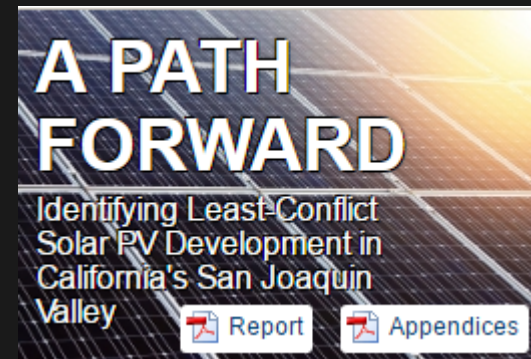 A PATH
FORWARD
Identifying Least-Conflict
Solar PV Development in
California's San Joaquin
Valley
Report
Appendices